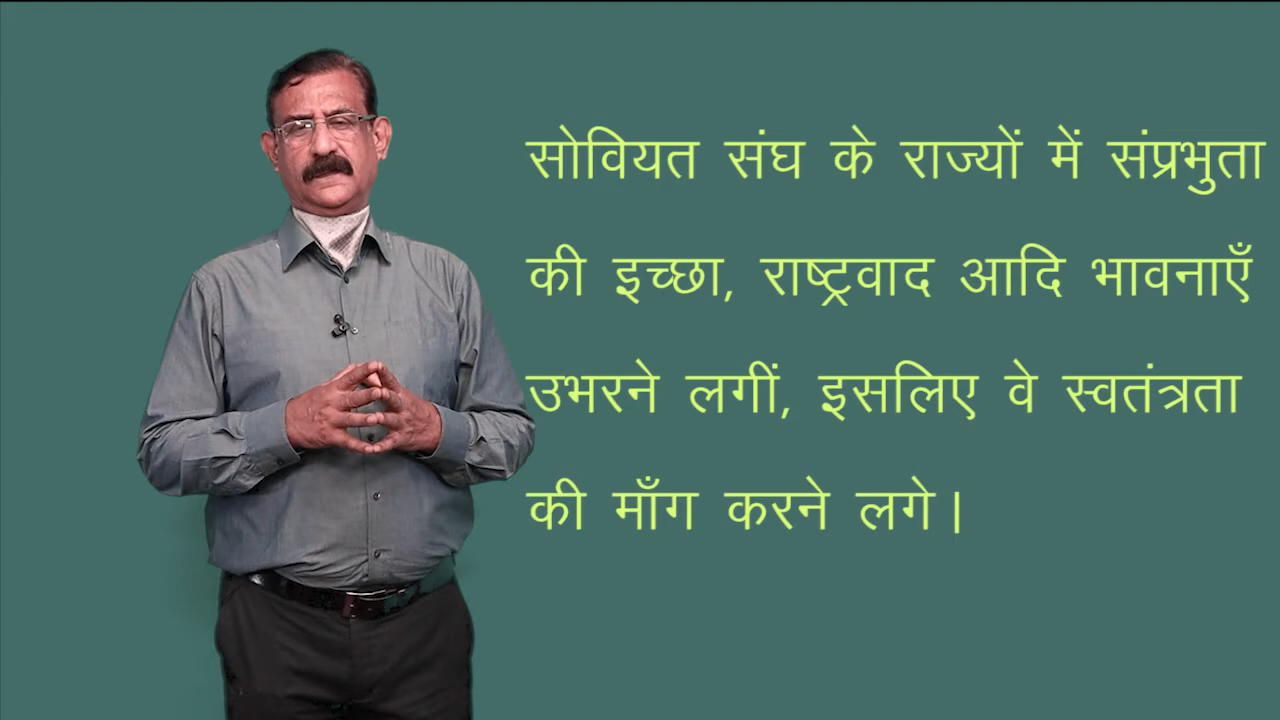 सोवियत संघ के राज्यों में संप्रभुता
की इच्छा, राष्ट्रवाद आदि भावनाएँ
उभरने लगीं, इसलिए वे स्वतंत्रता
की माँग करने लगे।